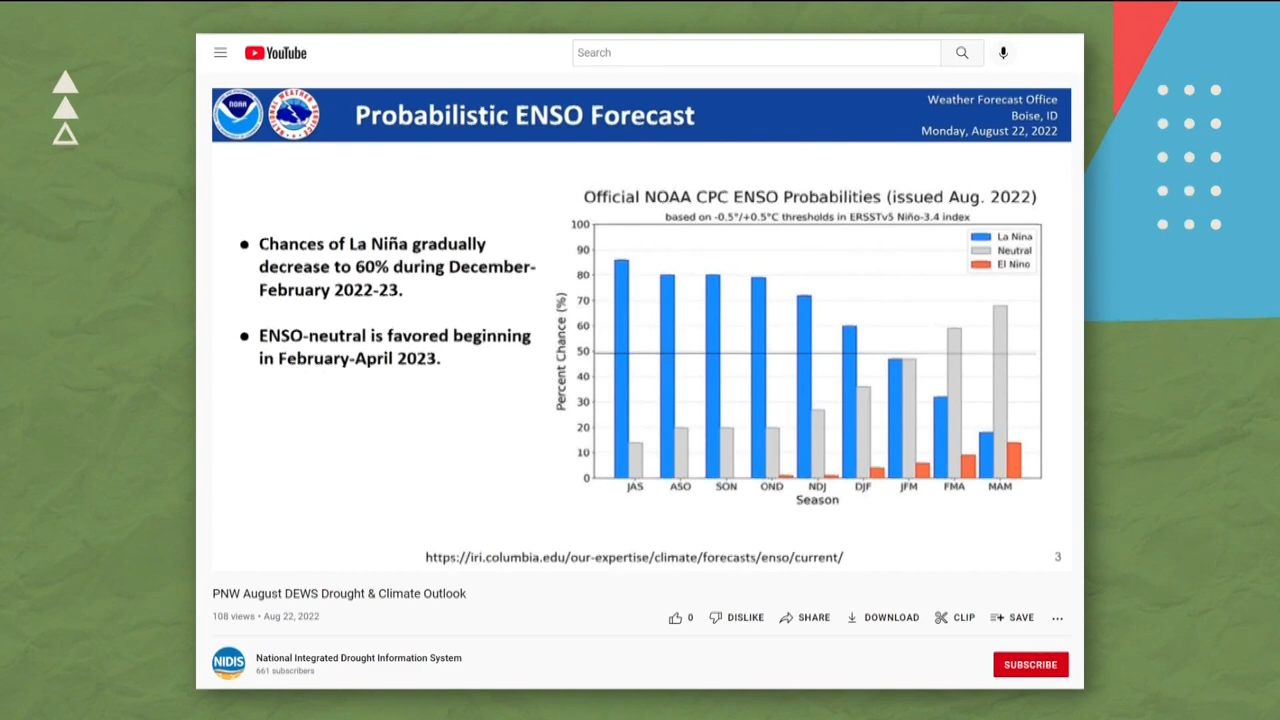 YouTube
Search
NOAA
NATIONAL WEATHER SERVICE
Probabilistic ENSO Forecast
Weather Forecast Office
Boise, ID
Monday, August 22, 2022
● Chances of La Niña gradually
decrease to 60% during December-
February 2022-23.
● ENSO-neutral is favored beginning
in February-April 2023.
Official NOAA CPC ENSO Probabilities (issued Aug. 2022)
based on -0.5°/+0.5°C thresholds in ERSSTv5 Niño-3.4 index
Percent Chance (%)
100
90
80
70
60
50
40
30
20
10
0
La Nina
Neutral
El Nino
JAS ASO SON OND NDJ DJF JFM FMA MAM
Season
https://iri.columbia.edu/our-expertise/climate/forecasts/enso/current/
3
PNW August DEWS Drought & Climate Outlook
108 views • Aug 22, 2022
0 DISLIKE SHARE DOWNLOAD CLIP SAVE ...
NIDIS
National Integrated Drought Information System
661 subscribers
SUBSCRIBE